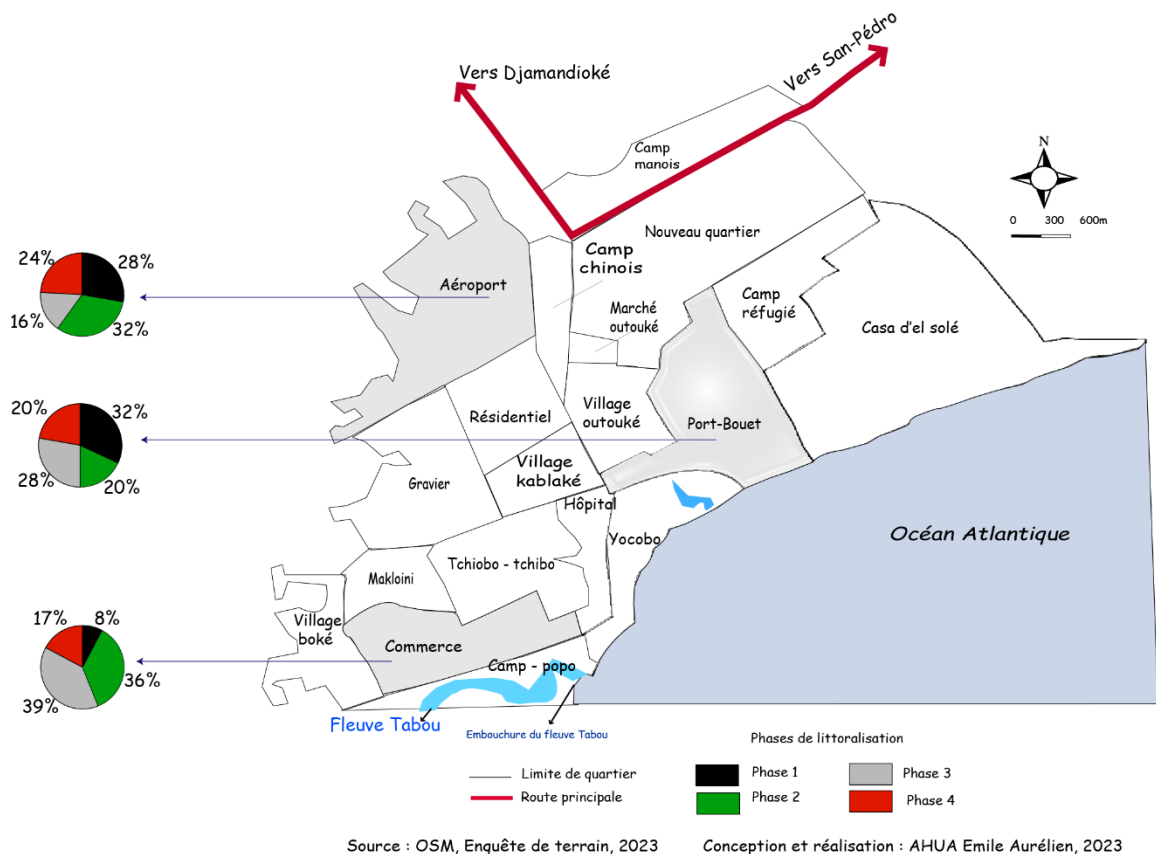 Vers Djamandioké
Vers San-Pédro
Camp
manois
N
0 300 600m
Nouveau quartier
Camp
chinois
Aéroport
24%
28%
16%
32%
Marché
outouké
Camp
réfugié
Casa d'el solé
Résidentiel
Village
outouké
Port-Bouet
20%
32%
28%
20%
Village
kablaké
Gravier
Hôpital
Yocobo
Océan Atlantique
Tchiobo - tchibo
Makloini
Village
boké
Commerce
17%
8%
36%
39%
Camp - popo
Fleuve Tabou
Embouchure du fleuve Tabou
Phases de littoralisation
Limite de quartier
Route principale
Phase 1
Phase 2
Phase 3
Phase 4
Source : OSM, Enquête de terrain, 2023
Conception et réalisation : AHUA Emile Aurélien, 2023